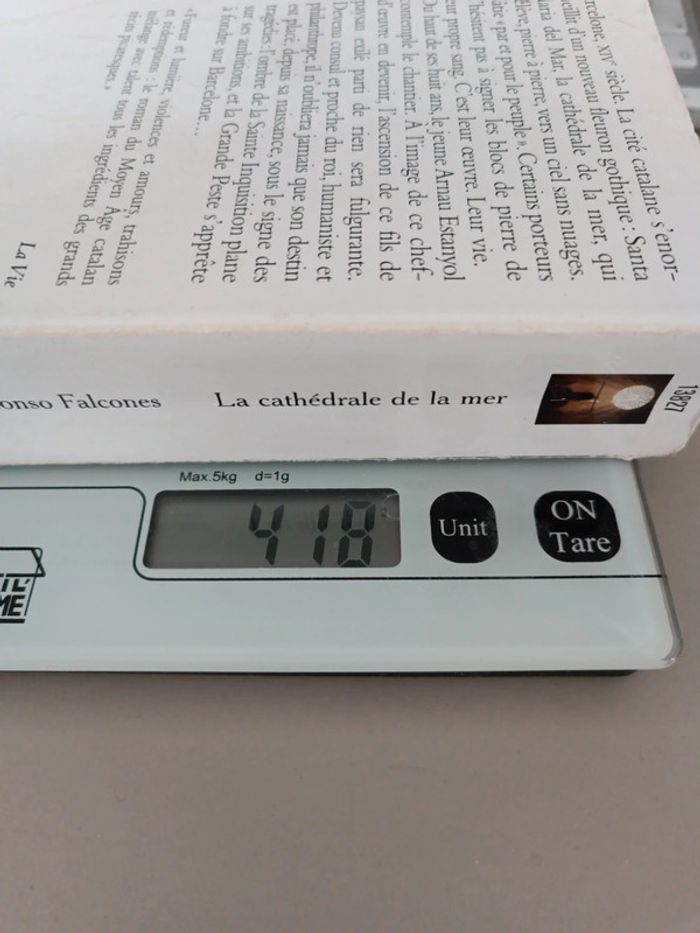 rcelone, XIVe siècle. La cité catalane s'enor-
ueillit d'un nouveau fleuron gothique : Santa
aria del Mar, la cathédrale de la mer, qui
élève, pierre à pierre, vers un ciel sans nuages.
âtie « par et pour le peuple ». Certains porteurs
'hésitent pas à signer les blocs de pierre de
eur propre sang. C'est leur œuvre. Leur vie.
Du haut de ses huit ans, le jeune Arnau Estanyol
contemple le chantier. À l'image de ce chef-
d'œuvre en devenir, l'ascension de ce fils de
paysan exilé parti de rien sera fulgurante.
Devenu consul et proche du roi, humaniste et
philanthrope, il n'oubliera jamais que son destin
est placé, depuis sa naissance, sous le signe des
tragédies : l'ombre de la Sainte Inquisition plane
sur ses ambitions, et la Grande Peste s'apprête
à fondre sur Barcelone…
« Fureur et lumière, violences et amours, trahisons
et rédemptions : le roman du Moyen Âge catalan
mélange avec talent tous les ingrédients des grands
récits picaresques. »
La Vie
onso Falcones La cathédrale de la mer 13827
Max.5kg d=1g
418
Unit
ON
Tare